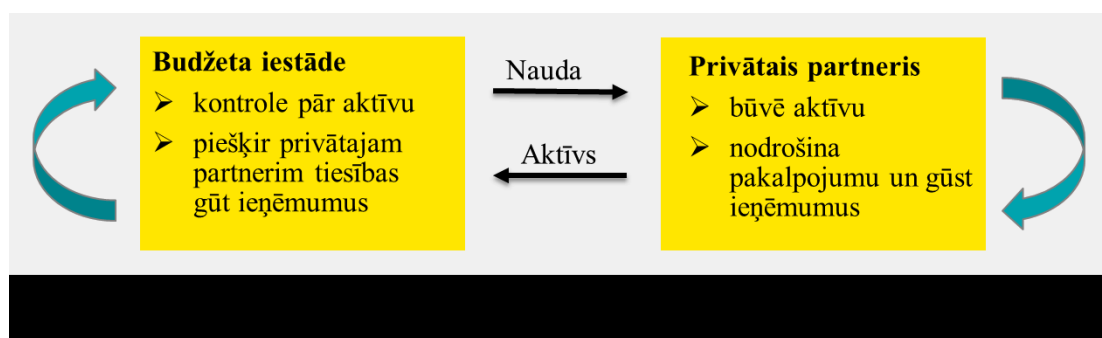 Budžeta iestāde
➢ kontrole pār aktīvu
➢ piešķir privātajam
partnerim tiesības
gūt ieņēmumus
Nauda
Aktīvs
Privātais partneris
➢ būvē aktīvu
➢ nodrošina
pakalpojumu un gūst
ieņēmumus